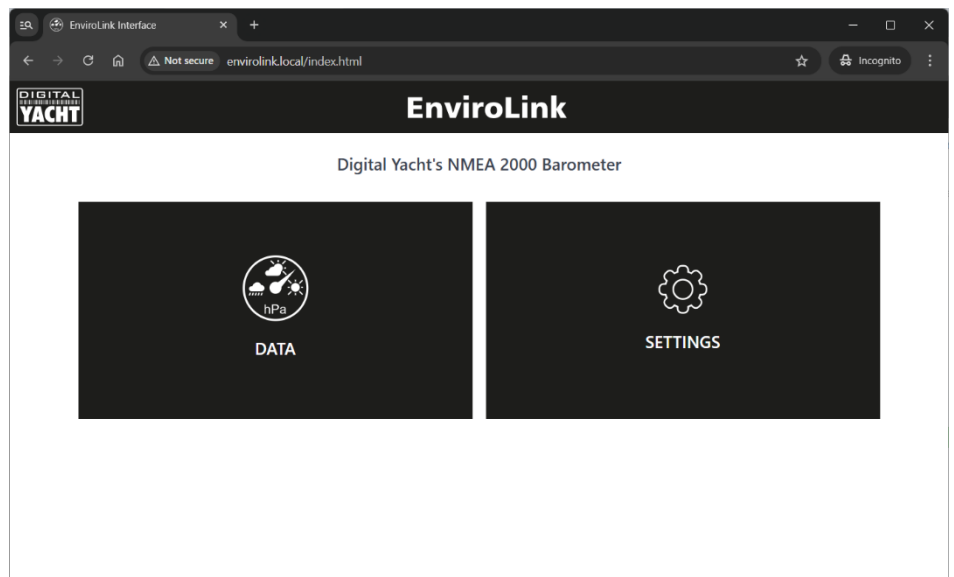 EnviroLink Interface
Not secure envirolink.local/index.html
Incognito
DIGITAL
YACHT
EnviroLink
Digital Yacht's NMEA 2000 Barometer
hPa
DATA
SETTINGS